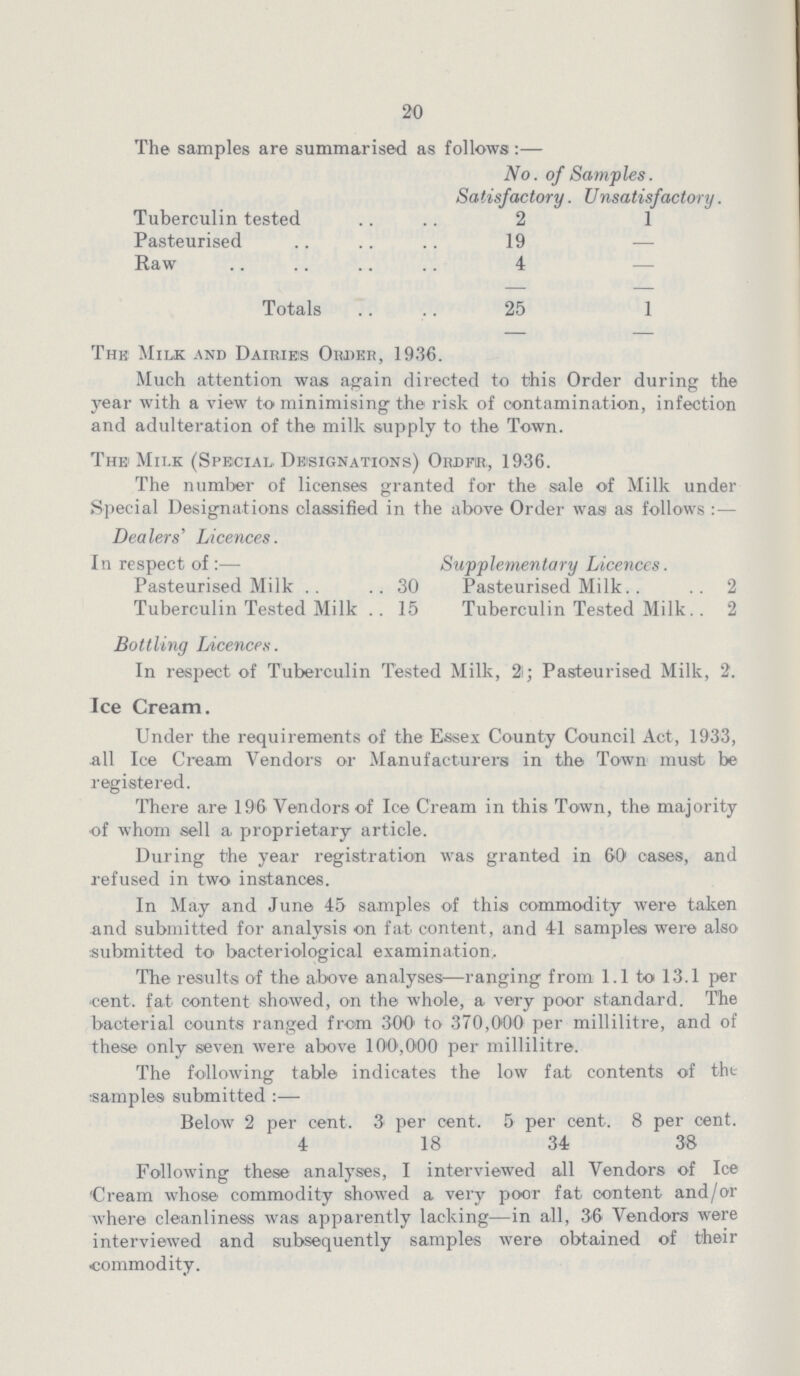 20
The samples are summarised as follows :—
No. of Samples.
Satisfactory. Unsatisfactory.
Tuberculin tested .. .. 2 1
Pasteurised .. .. .. 19 —
Raw .. .. .. .. 4 —
— —
Totals .. .. 25 1
— —
The Milk and Dairies Order, 1936.
Much attention was again directed to this Order during the
year with a view to minimising the risk of contamination, infection
and adulteration of the milk supply to the Town.
The Milk (Special Designations) Order, 1936.
The number of licenses granted for the sale of Milk under
Special Designations classified in the above Order was as follows :—
Dealers' Licences.
In respect of :— Supplementary Licences.
Pasteurised Milk .. .. 30 Pasteurised Milk. . .. 2
Tuberculin Tested Milk .. 15 Tuberculin Tested Milk. . 2
Bottling Licences.
In respect of Tuberculin Tested Milk, 2; Pasteurised Milk, 2.
Ice Cream.
Under the requirements of the Essex County Council Act, 1933,
all Ice Cream Vendors or Manufacturers in the Town must be
registered.
There are 196 Vendors of Ice Cream in this Town, the majority
of whom sell a proprietary article.
During the year registration was granted in 60 cases, and
refused in two instances.
In May and June 45 samples of this commodity were taken
and submitted for analysis on fat content, and 41 samples were also
submitted to bacteriological examination.
The results of the above analyses—ranging from 1.1 to 13.1 per
cent. fat content showed, on the whole, a very poor standard. The
bacterial counts ranged from 300 to 370,000 per millilitre, and of
these only seven were above 100,000 per millilitre.
The following table indicates the low fat contents of the
samples submitted :—
Below 2 per cent. 3 per cent. 5 per cent. 8 per cent.
4 18 34 38
Following these analyses, I interviewed all Vendors of Ice
Cream whose commodity showed a very poor fat content and/or
where cleanliness was apparently lacking—in all, 36 Vendors were
interviewed and subsequently samples were obtained of their
commodity.